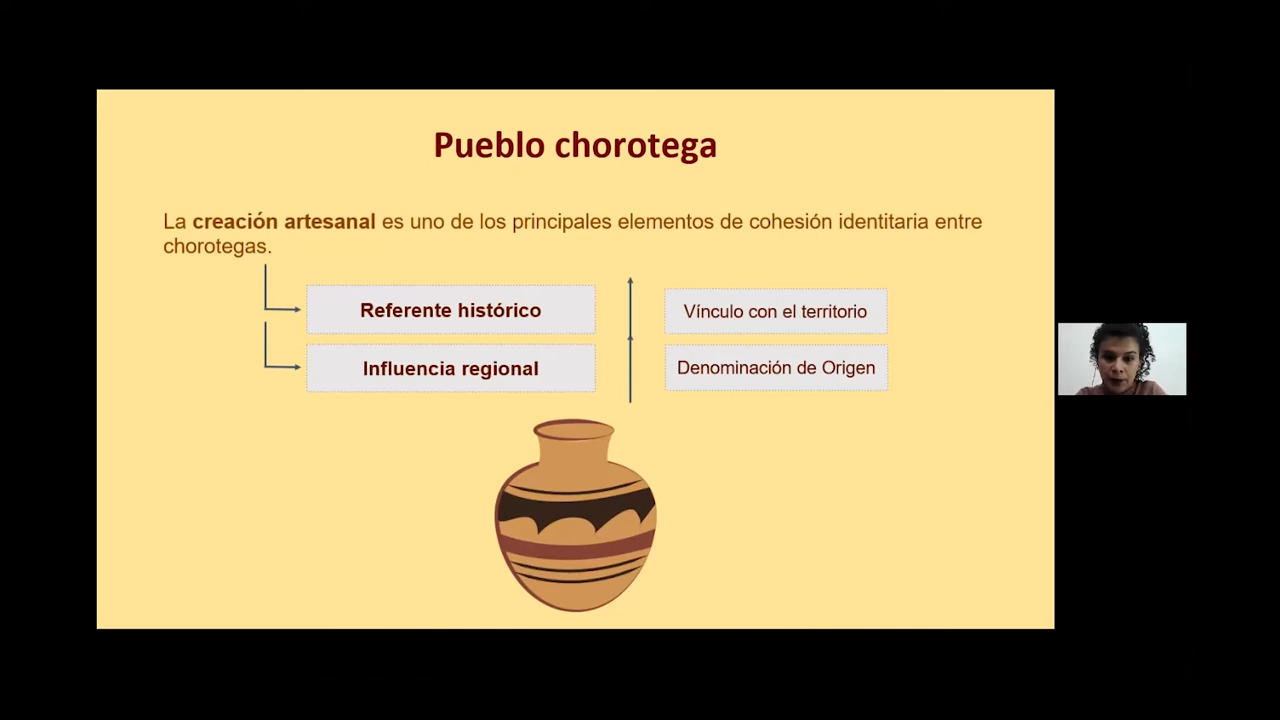 Pueblo chorotega
La creación artesanal es uno de los principales elementos de cohesión identitaria entre
chorotegas.
Referente histórico
Vínculo con el territorio
Influencia regional
Denominación de Origen